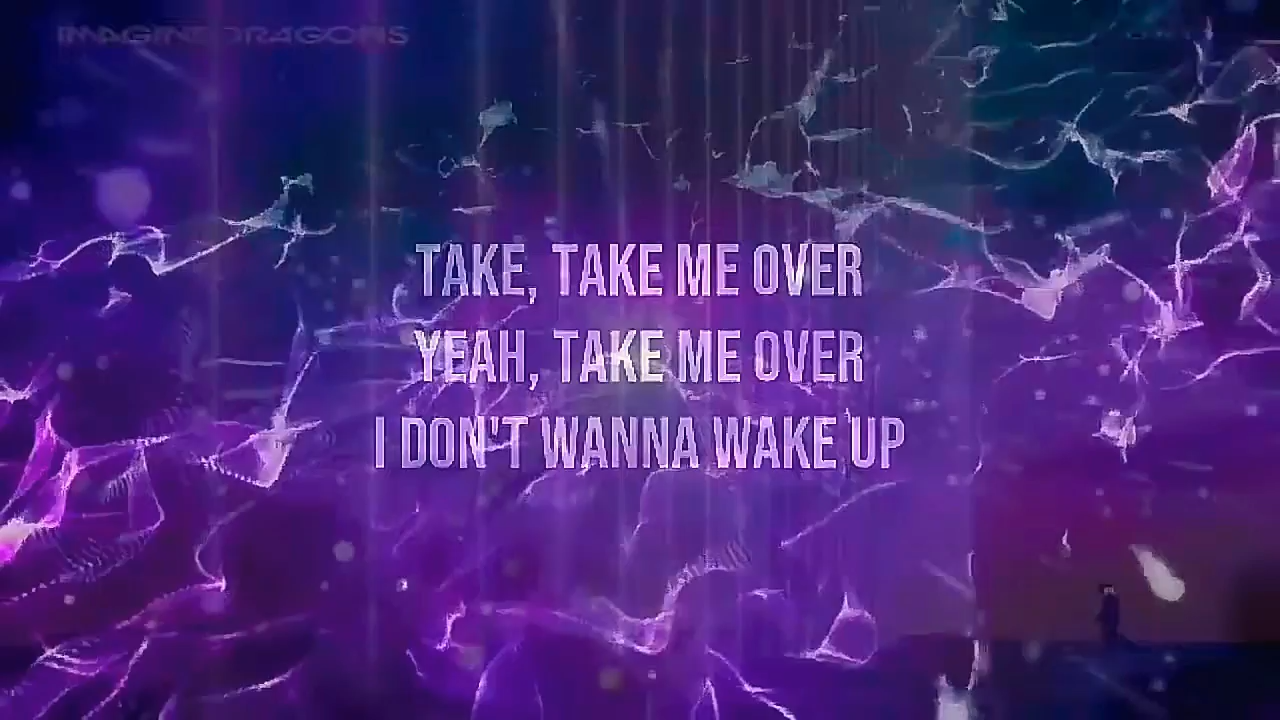 IMAGINE DRAGONS
TAKE, TAKE ME OVER
YEAH, TAKE ME OVER
I DON'T WANNA WAKE UP